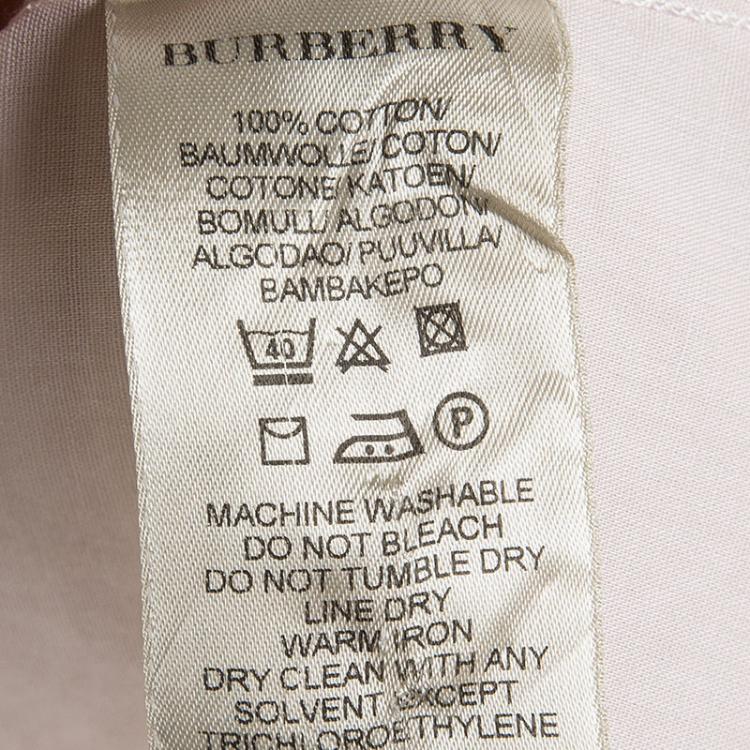 BURBERRY
100% COTTON/
BAUMWOLLE/ COTON/
COTONE/ KATOEN/
BOMULL/ ALGODON/
ALGODAO/ PUUVILLA/
BAMBAKEPO
40
P
MACHINE WASHABLE
DO NOT BLEACH
DO NOT TUMBLE DRY
LINE DRY
WARM IRON
DRY CLEAN WITH ANY
SOLVENT EXCEPT
TRICHLOROETHYLENE